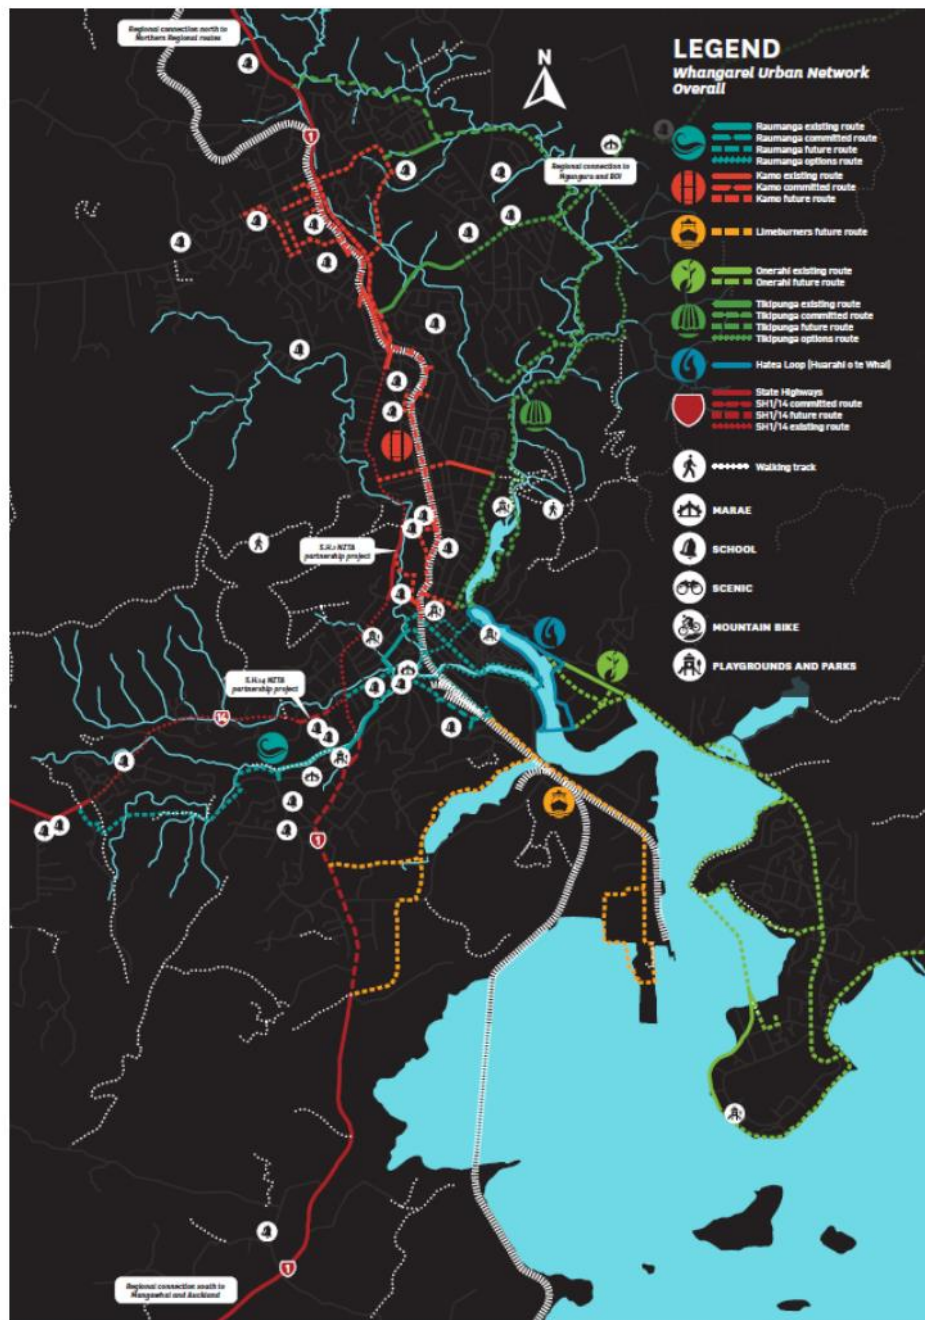 Regional connection north to
Northern Regional routes
N
LEGEND
Whangarei Urban Network
Overall
Raumanga existing route
Raumanga committed route
Raumanga future route
Raumanga options route
Kamo existing route
Kamo committed route
Kamo future route
Limeburners future route
Onerahi existing route
Onerahi future route
Tikipunga existing route
Tikipunga committed route
Tikipunga future route
Tikipunga options route
Hatea Loop (Huarahi o te Whai)
State Highways
SH1/14 committed route
SH1/14 future route
SH1/14 existing route
Walking track
MARAE
SCHOOL
SCENIC
MOUNTAIN BIKE
PLAYGROUNDS AND PARKS
1
Regional connection to
Ngunguru and BOI
S.H.1 NZTA
partnership project
S.H.14 NZTA
partnership project
14
1
1
Regional connection south to
Mangawhai and Auckland